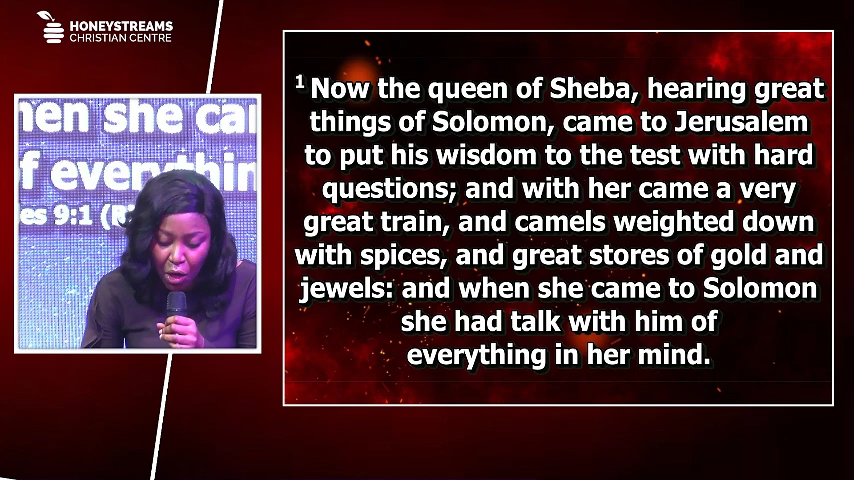 HONEYSTREAMS
CHRISTIAN CENTRE
hen she ca
f everythin
es 9:1 (R
1 Now the queen of Sheba, hearing great
things of Solomon, came to Jerusalem
to put his wisdom to the test with hard
questions; and with her came a very
great train, and camels weighted down
with spices, and great stores of gold and
jewels: and when she came to Solomon
she had talk with him of
everything in her mind.